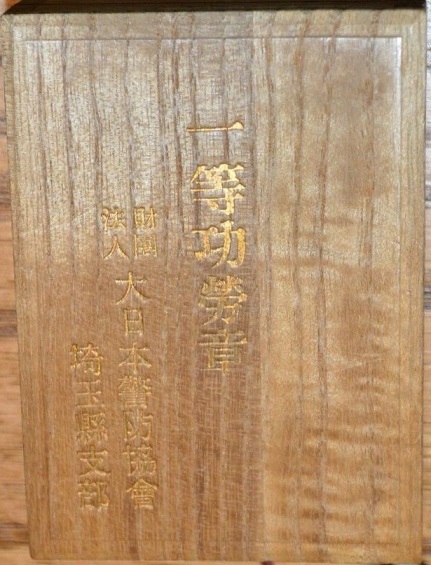 一等功勞章
財團法人大日本警防協會
埼玉縣支部